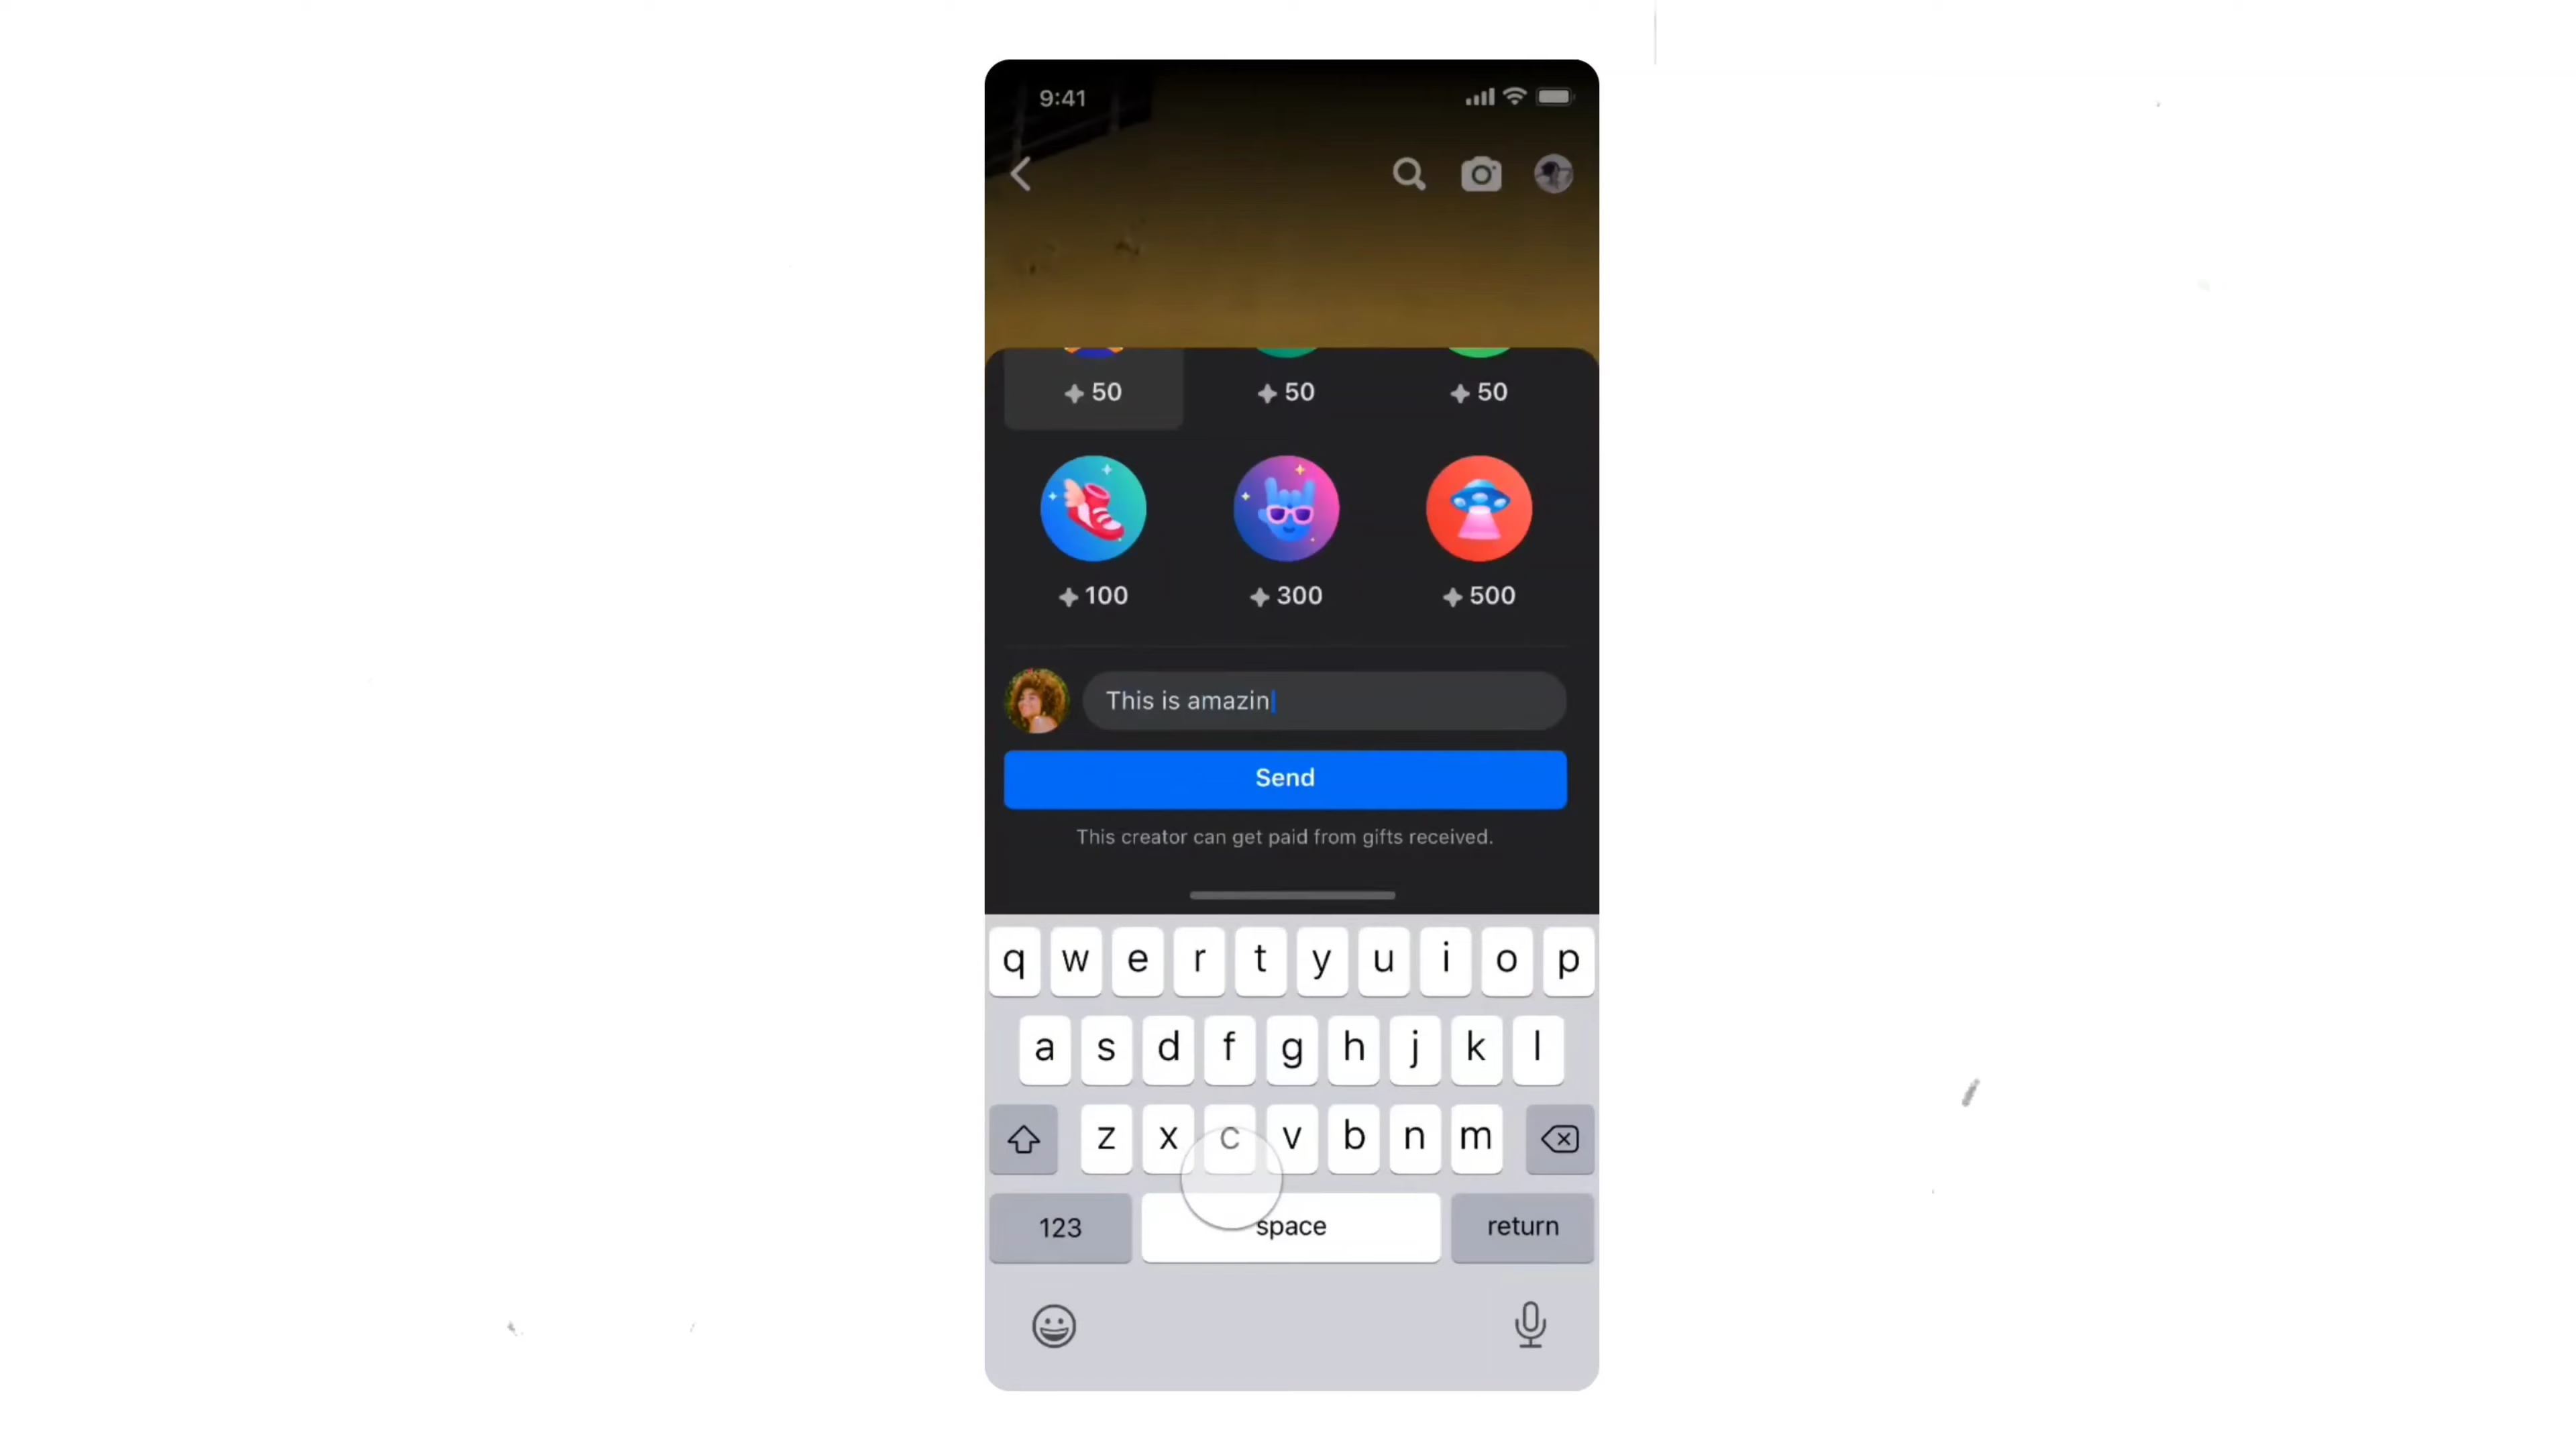 9:41
50 50 50
100 300 500
This is amazin
Send
This creator can get paid from gifts received.
q w e r t y u i o p
a s d f g h j k l
z x c v b n m
123 space return